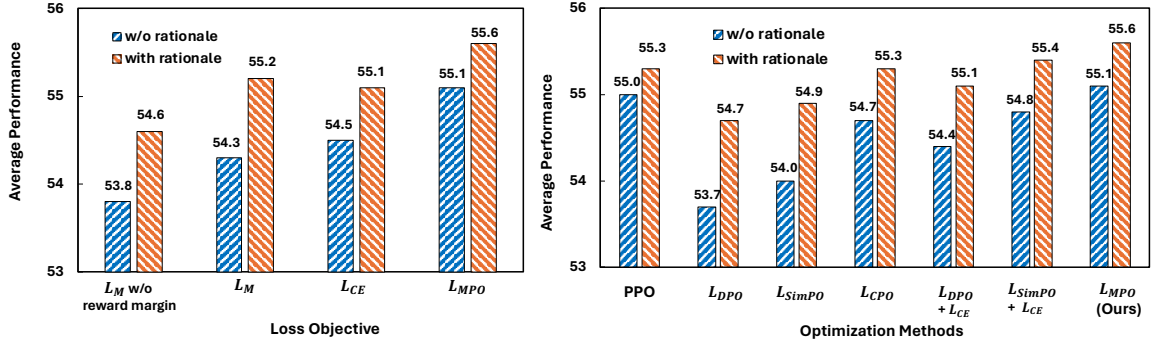 56
55
54
53
Average Performance
w/o rationale
with rationale
53.8
54.6
54.3
55.2
54.5
55.1
55.1
55.6
L_M w/o
reward margin
L_M
L_CE
L_MPO
Loss Objective
56
55
54
53
Average Performance
w/o rationale
with rationale
55.0
55.3
53.7
54.7
54.0
54.9
54.7
55.3
54.4
55.1
54.8
55.4
55.1
55.6
PPO
L_DPO
L_SimPO
L_CPO
L_DPO
+ L_CE
L_SimPO
+ L_CE
L_MPO
(Ours)
Optimization Methods